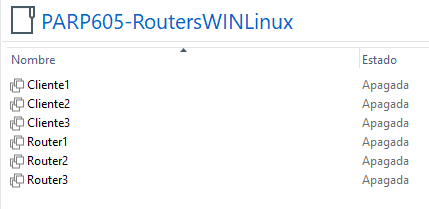 PARP605-RoutersWINLinux
Nombre Estado
Cliente1 Apagada
Cliente2 Apagada
Cliente3 Apagada
Router1 Apagada
Router2 Apagada
Router3 Apagada